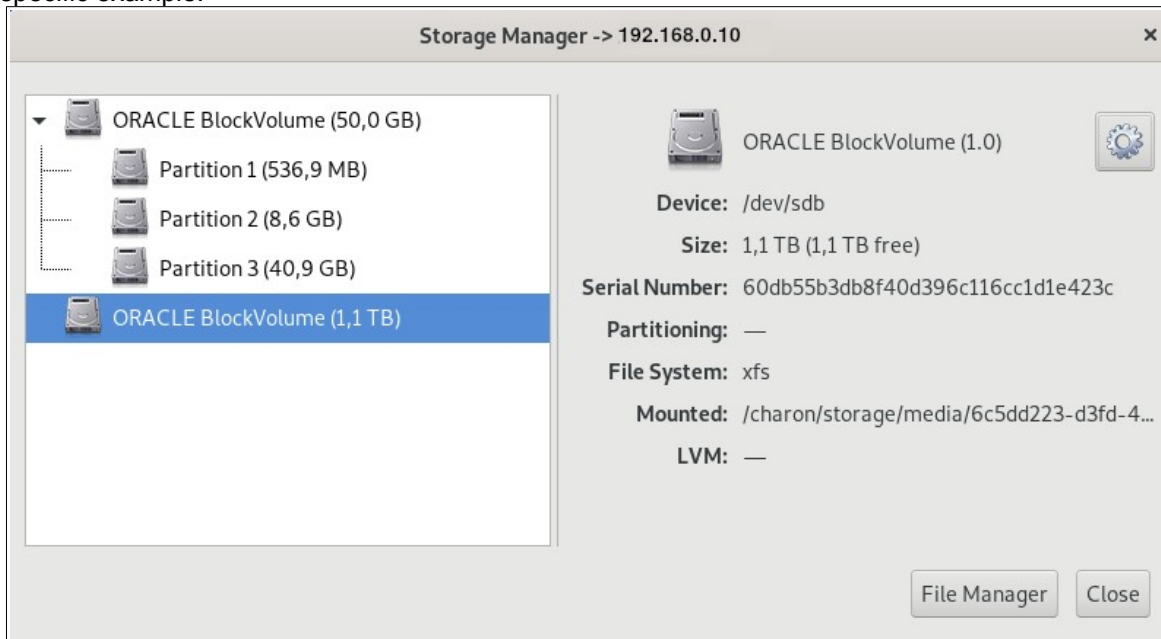 specific example:
Storage Manager -> 192.168.0.10 ×
ORACLE BlockVolume (50,0 GB)
Partition 1 (536,9 MB)
Partition 2 (8,6 GB)
Partition 3 (40,9 GB)
ORACLE BlockVolume (1,1 TB)
ORACLE BlockVolume (1.0)
Device: /dev/sdb
Size: 1,1 TB (1,1 TB free)
Serial Number: 60db55b3db8f40d396c116cc1d1e423c
Partitioning: —
File System: xfs
Mounted: /charon/storage/media/6c5dd223-d3fd-4...
LVM: —
File Manager Close